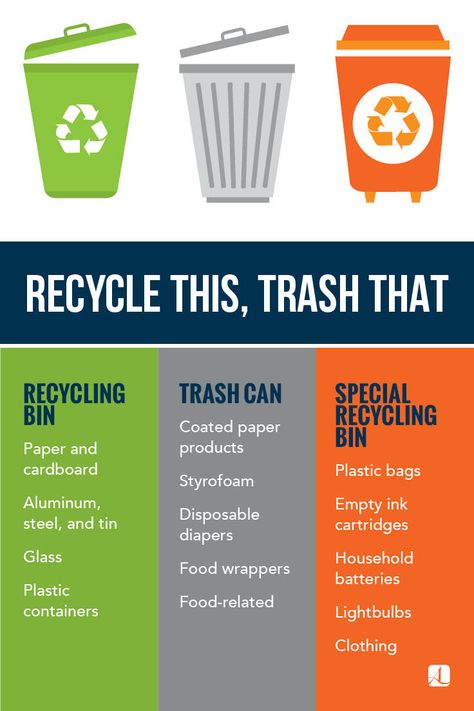 RECYCLE THIS, TRASH THAT
RECYCLING
BIN
Paper and
cardboard
Aluminum,
steel, and tin
Glass
Plastic
containers
TRASH CAN
Coated paper
products
Styrofoam
Disposable
diapers
Food wrappers
Food-related
SPECIAL
RECYCLING
BIN
Plastic bags
Empty ink
cartridges
Household
batteries
Lightbulbs
Clothing